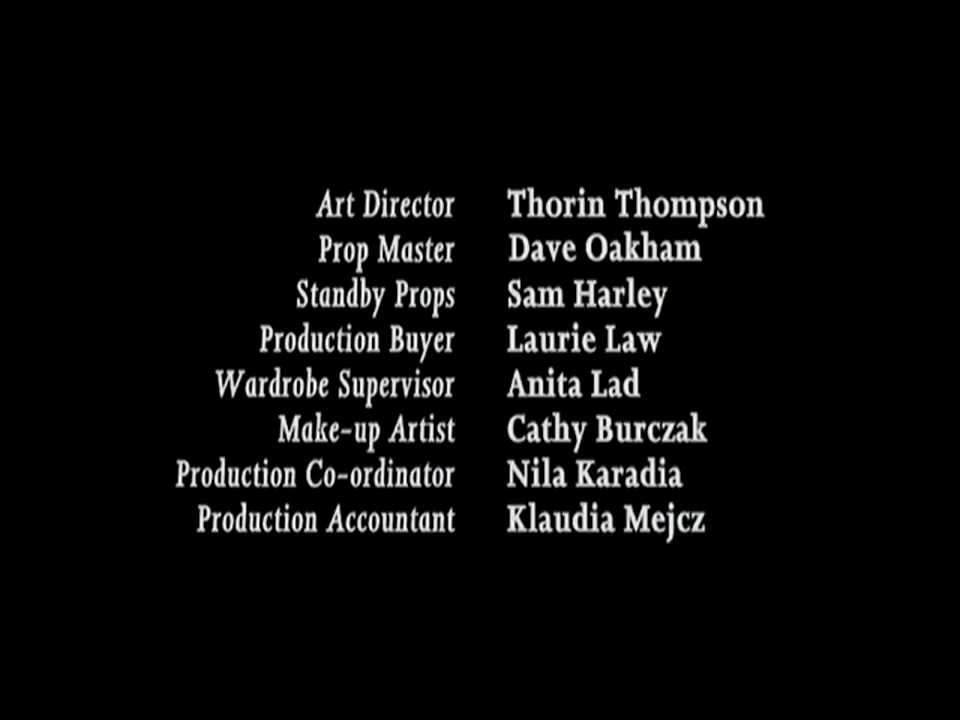 Art Director Thorin Thompson
Prop Master Dave Oakham
Standby Props Sam Harley
Production Buyer Laurie Law
Wardrobe Supervisor Anita Lad
Make-up Artist Cathy Burczak
Production Co-ordinator Nila Karadia
Production Accountant Klaudia Mejcz